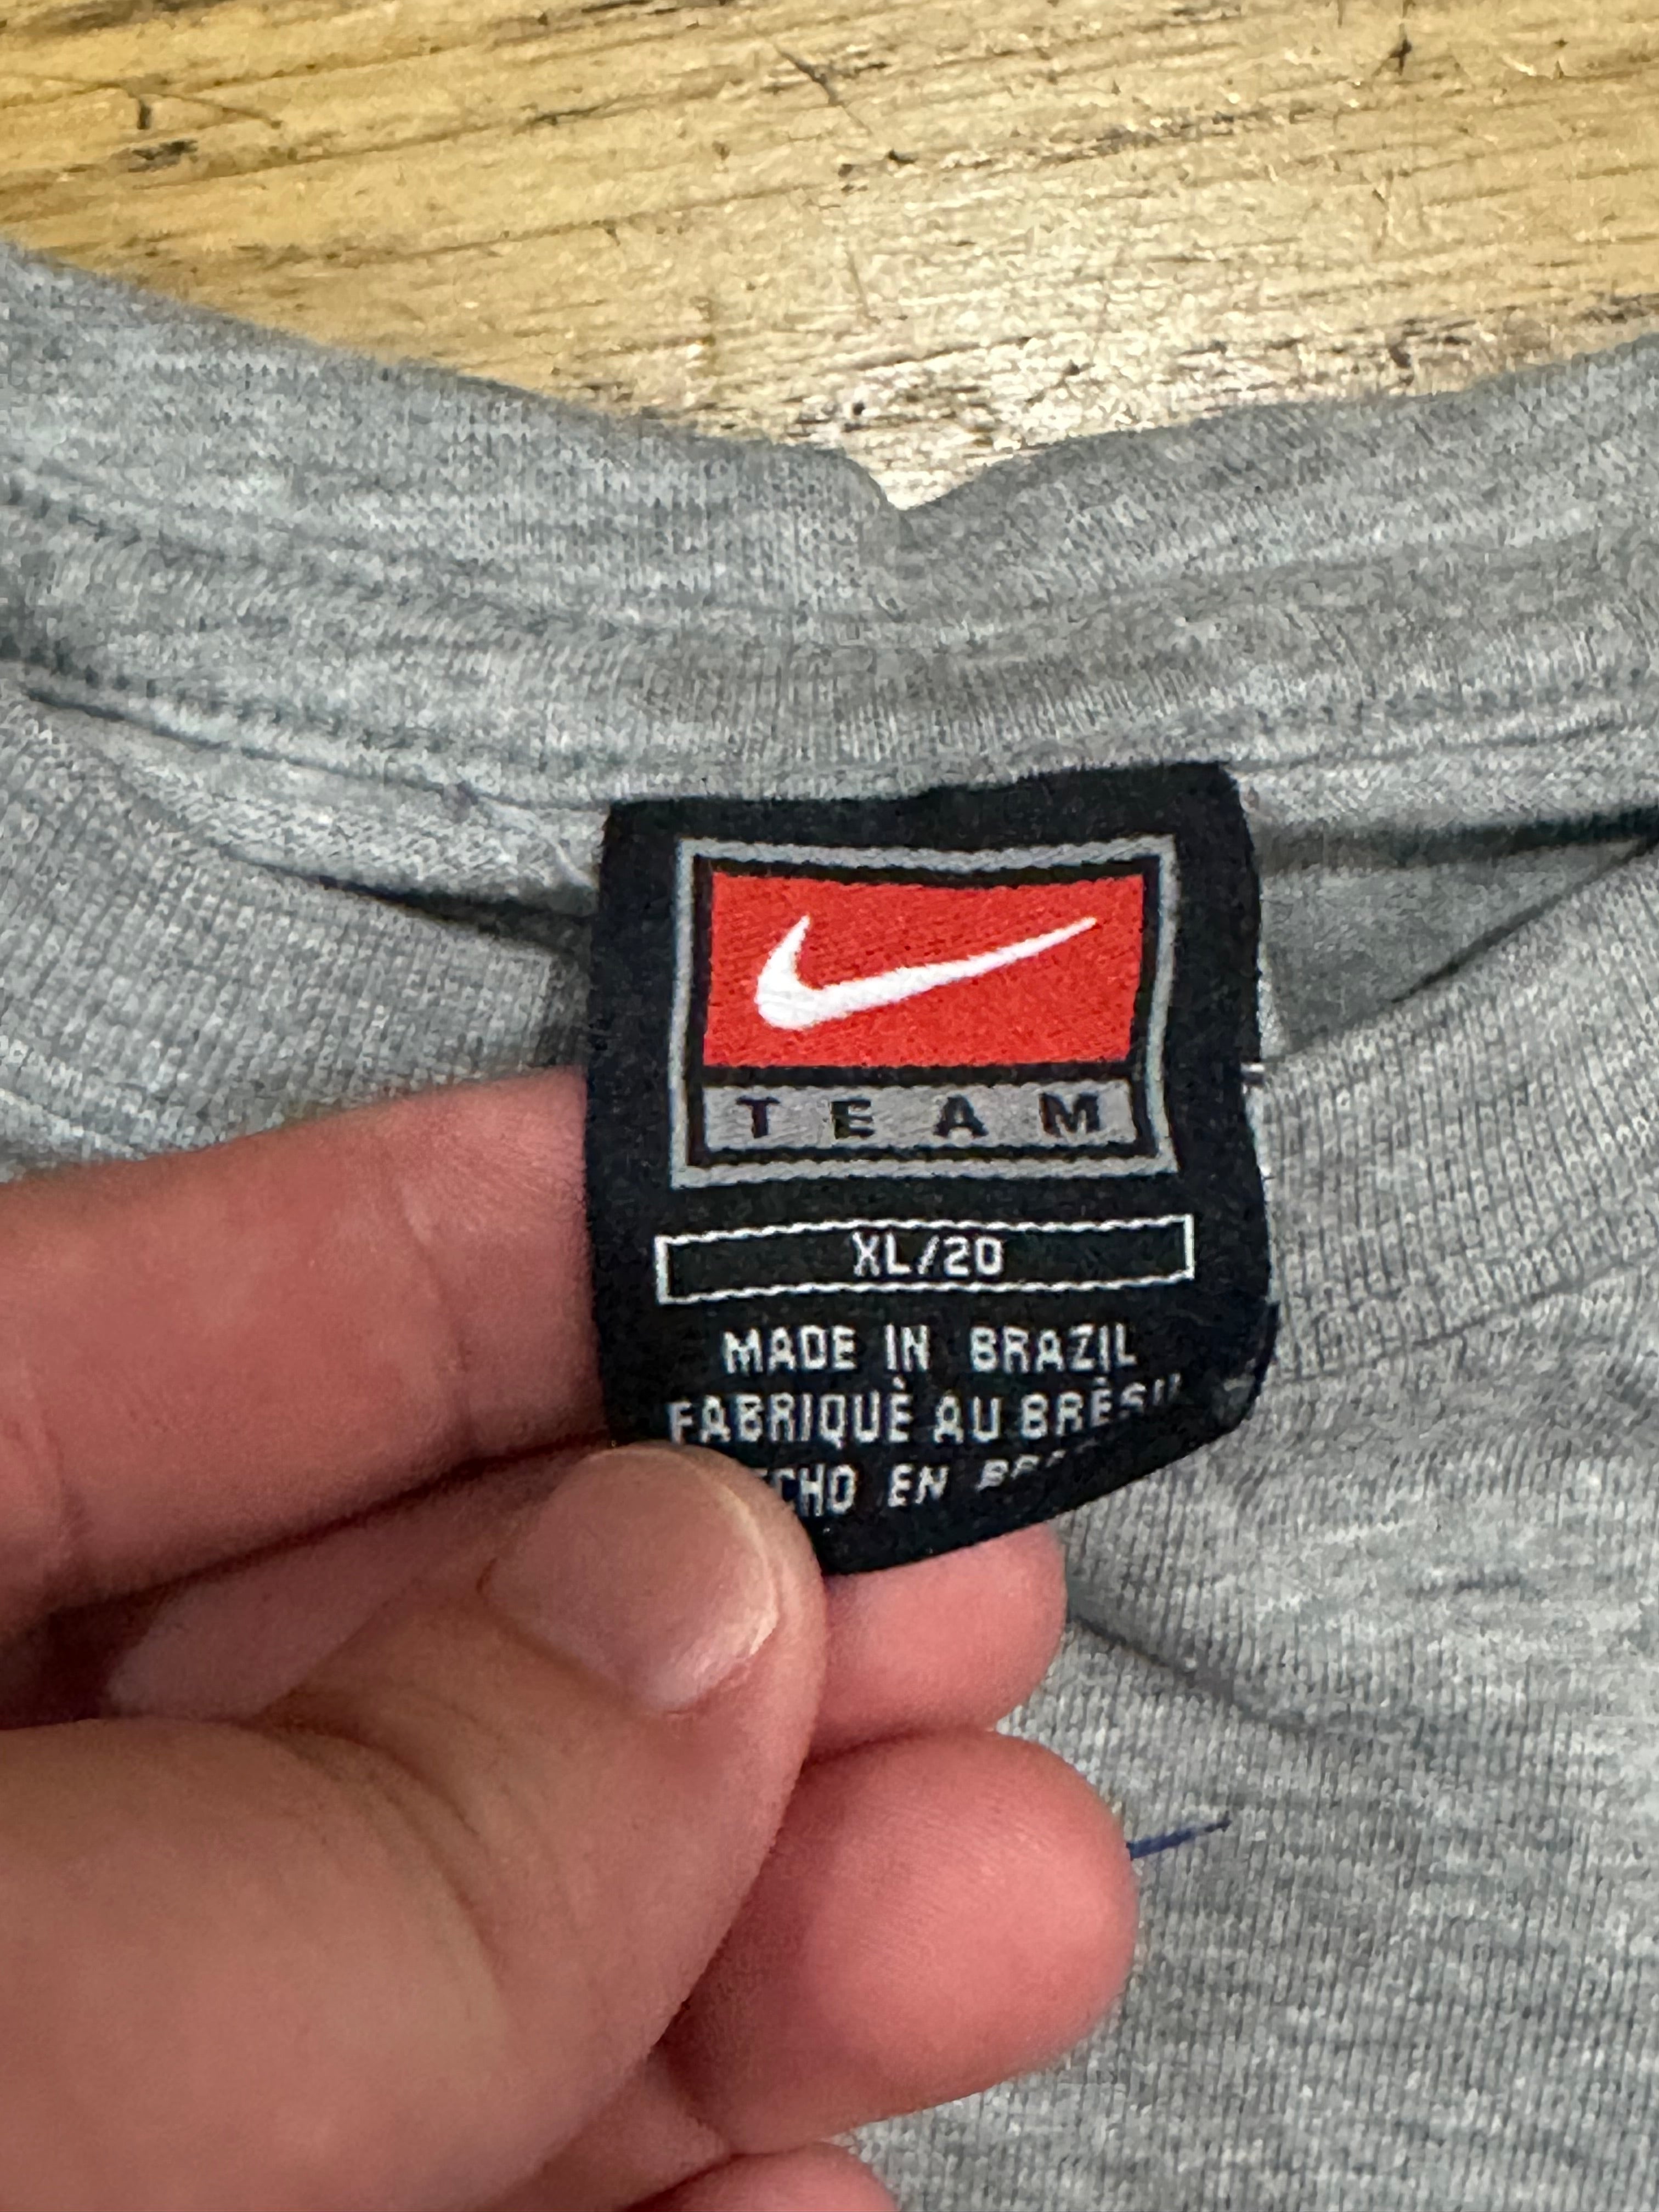 TEAM
XL/20
MADE IN BRAZIL
FABRIQUÈ AU
EN